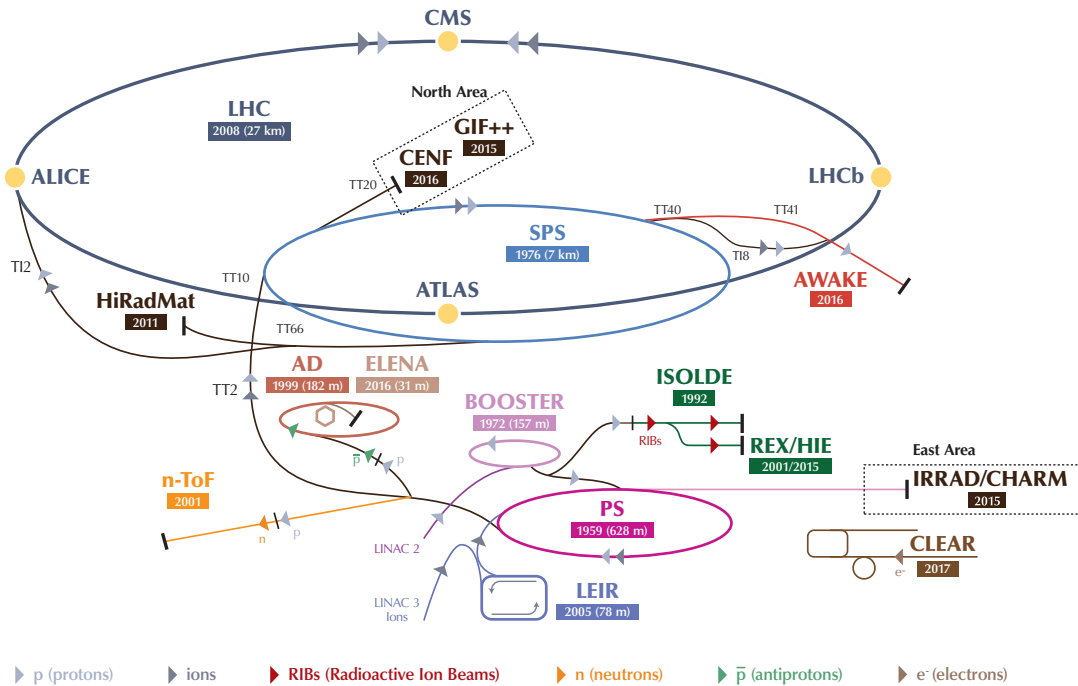 CMS
North Area
LHC
2008 (27 km)
GIF++
2015
CENF
2016
TT20
ALICE
LHCb
TT40
TT41
SPS
1976 (7 km)
TI8
TI2
TT10
AWAKE
2016
HiRadMat
2011
ATLAS
TT66
AD
1999 (182 m)
ELENA
2016 (31 m)
TT2
ISOLDE
1992
BOOSTER
1972 (157 m)
RIBs
REX/HIE
2001/2015
East Area
p̅
p
IRRAD/CHARM
2015
n-ToF
2001
PS
1959 (628 m)
n
p
LINAC 2
CLEAR
2017
e-
LEIR
2005 (78 m)
LINAC 3
Ions
p (protons)
ions
RIBs (Radioactive Ion Beams)
n (neutrons)
p̅ (antiprotons)
e- (electrons)